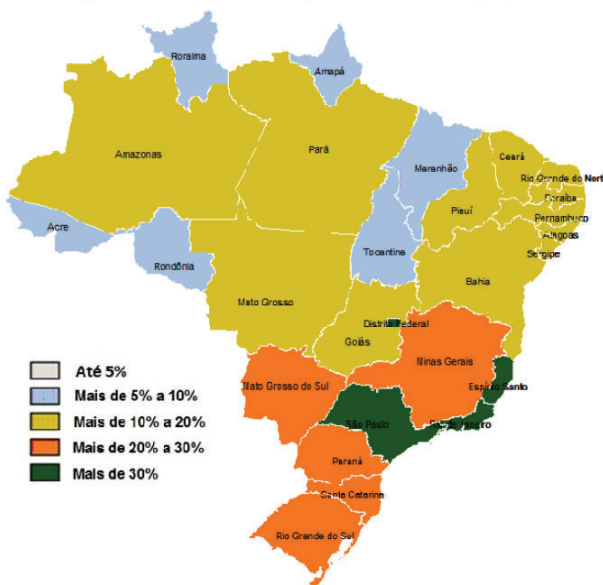 Roraima
Amapá
Amazonas
Pará
Maranhão
Ceará
Rio Grande do Nort
Paraíba
Piauí
Pernambuco
Alagoas
Sergipe
Acre
Rondônia
Tocantins
Bahia
Mato Grosso
Distrito Federal
Goiás
Minas Gerais
Espírito Santo
Mato Grosso do Sul
São Paulo
Rio de Janeiro
Paraná
Santa Catarina
Rio Grande do Sul
Até 5%
Mais de 5% a 10%
Mais de 10% a 20%
Mais de 20% a 30%
Mais de 30%